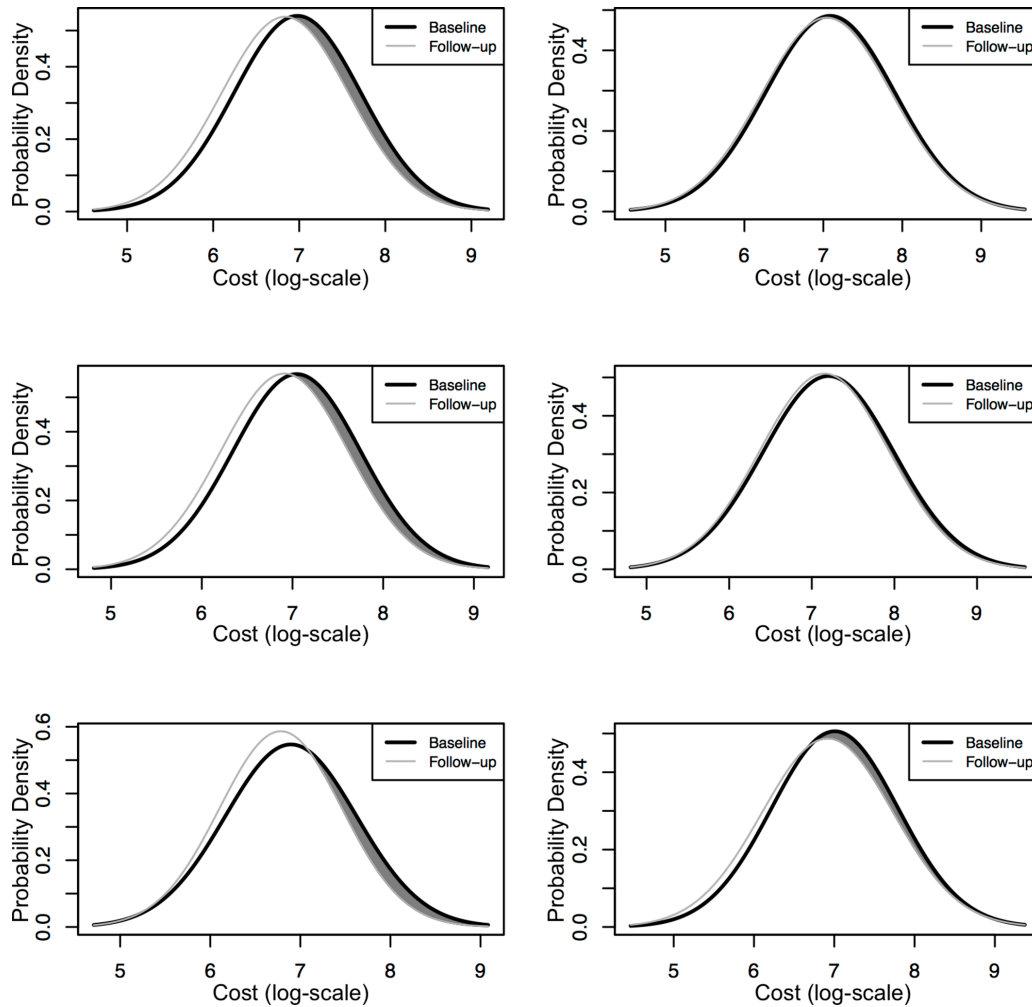 Probability Density
0.0
0.2
0.4
Baseline
Follow−up
5 6 7 8 9
Cost (log−scale)
Probability Density
0.0
0.2
0.4
Baseline
Follow−up
5 6 7 8 9
Cost (log−scale)
Probability Density
0.0
0.2
0.4
Baseline
Follow−up
5 6 7 8 9
Cost (log−scale)
Probability Density
0.0
0.2
0.4
Baseline
Follow−up
5 6 7 8 9
Cost (log−scale)
Probability Density
0.0
0.2
0.4
0.6
Baseline
Follow−up
5 6 7 8 9
Cost (log−scale)
Probability Density
0.0
0.2
0.4
Baseline
Follow−up
5 6 7 8 9
Cost (log−scale)